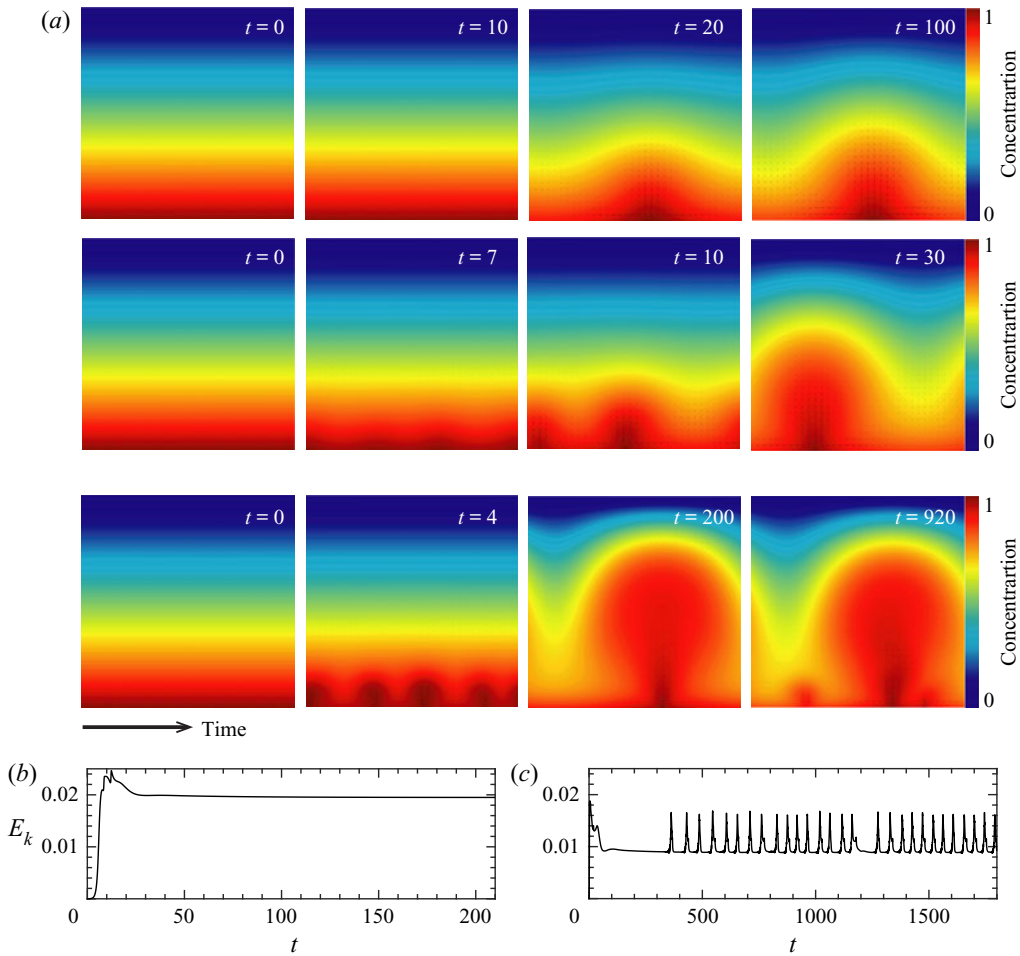 (a)
t = 0 t = 10 t = 20 t = 100 1
Concentrartion
0
t = 0 t = 7 t = 10 t = 30 1
Concentrartion
0
t = 0 t = 4 t = 200 t = 920 1
Concentrartion
0
Time
(b) (c)
0.02 0.02
E_k
0.01 0.01
0 50 100 150 200 0 500 1000 1500
t t